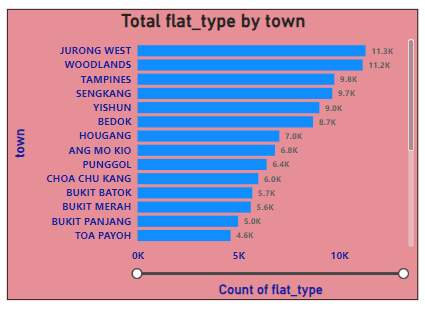 Total flat_type by town
JURONG WEST 11.3K
WOODLANDS 11.2K
TAMPINES 9.8K
SENGKANG 9.7K
YISHUN 9.0K
BEDOK 8.7K
HOUGANG 7.0K
ANG MO KIO 6.8K
PUNGGOL 6.4K
CHOA CHU KANG 6.0K
BUKIT BATOK 5.7K
BUKIT MERAH 5.6K
BUKIT PANJANG 5.0K
TOA PAYOH 4.6K
town
0K 5K 10K
Count of flat_type